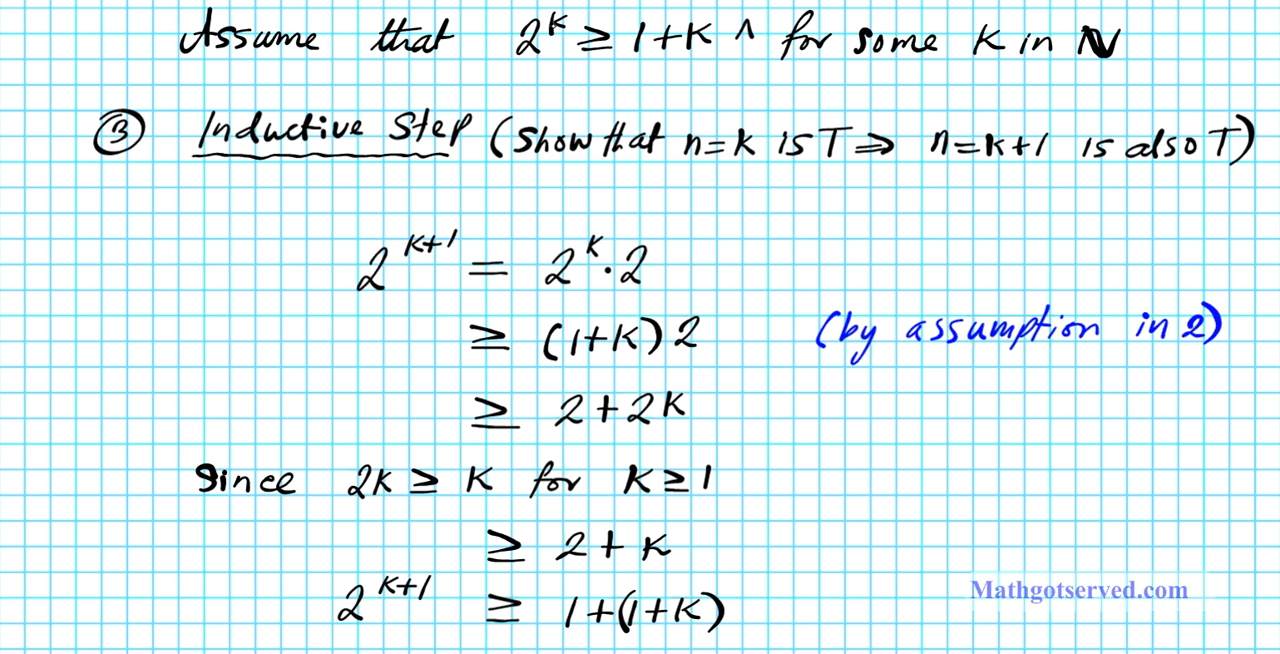 Assume that 2^k ≥ 1+k ^ for some k in ℕ
③ Inductive Step (Show that n=k is T ⇒ n=k+1 is also T)
2^{k+1} = 2^k · 2
≥ (1+k)2 (by assumption in 2)
≥ 2+2k
Since 2k ≥ k for k ≥ 1
≥ 2+k
2^{k+1} ≥ 1+(1+k)
Mathgotserved.com